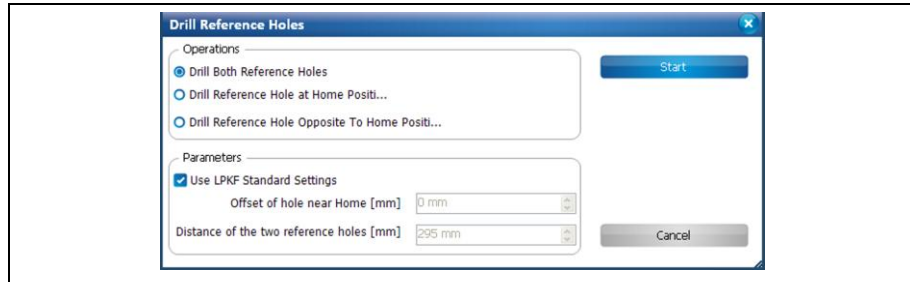 Drill Reference Holes
Operations
Drill Both Reference Holes
Start
Drill Reference Hole at Home Positi...
Drill Reference Hole Opposite To Home Positi...
Parameters
Use LPKF Standard Settings
Offset of hole near Home [mm] 0 mm
Distance of the two reference holes [mm] 295 mm
Cancel